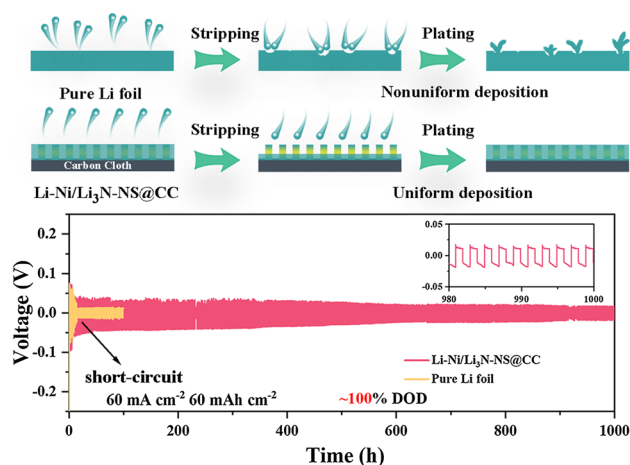 Stripping Plating
Pure Li foil Nonuniform deposition
Stripping Plating
Carbon Cloth
Li-Ni/Li₃N-NS@CC Uniform deposition
0.2
0.1
0.0
-0.1
-0.2
Voltage (V)
0.05
0.00
-0.05
980 990 1000
short-circuit
60 mA cm⁻² 60 mAh cm⁻² ~100% DOD
Li-Ni/Li₃N-NS@CC
Pure Li foil
0 200 400 600 800 1000
Time (h)